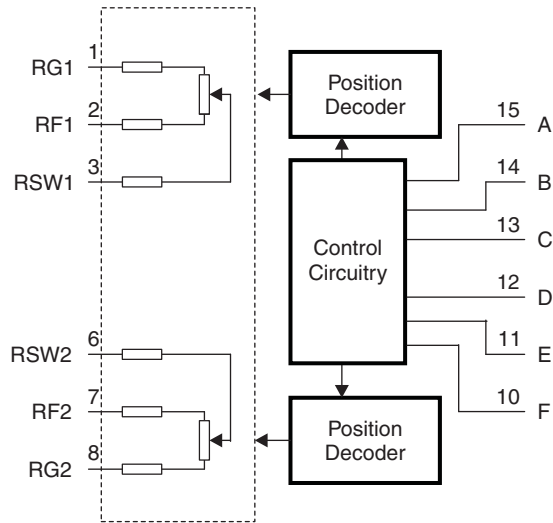 RG1 1
RF1 2
RSW1 3
RSW2 6
RF2 7
RG2 8
Position
Decoder
Control
Circuitry
Position
Decoder
15 A
14 B
13 C
12 D
11 E
10 F